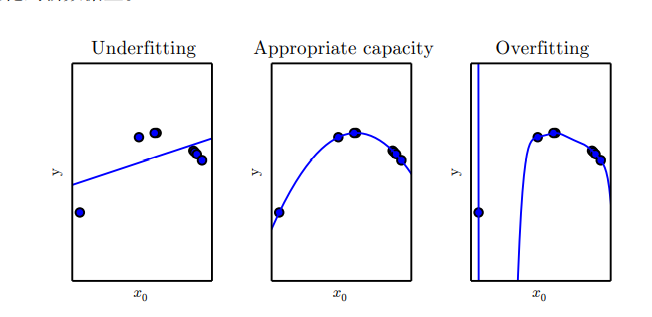 Underfitting
Appropriate capacity
Overfitting
y
y
y
x₀
x₀
x₀